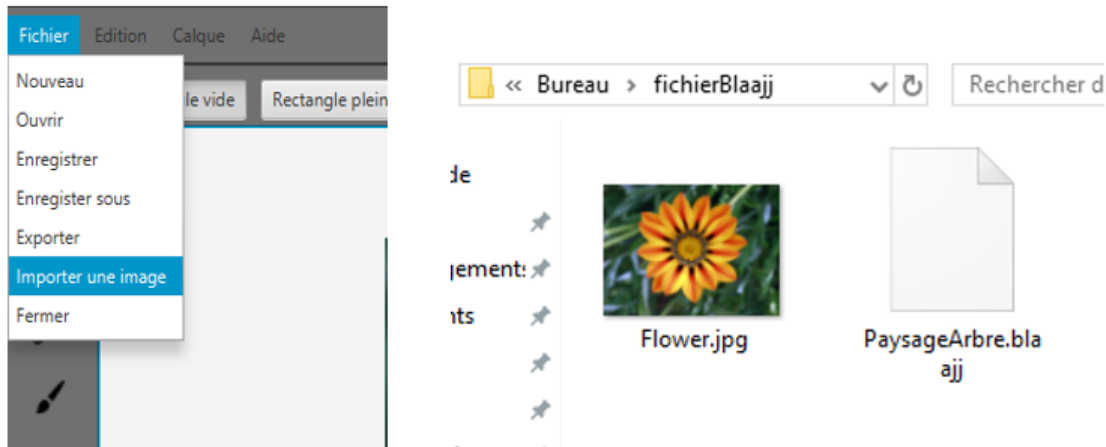 Fichier Edition Calque Aide
Nouveau
le vide Rectangle plein
Ouvrir
Enregistrer
Enregister sous
Exporter
Importer une image
Fermer
« Bureau > fichierBlaajj Rechercher d
de
gements
nts
Flower.jpg
PaysageArbre.bla
ajj